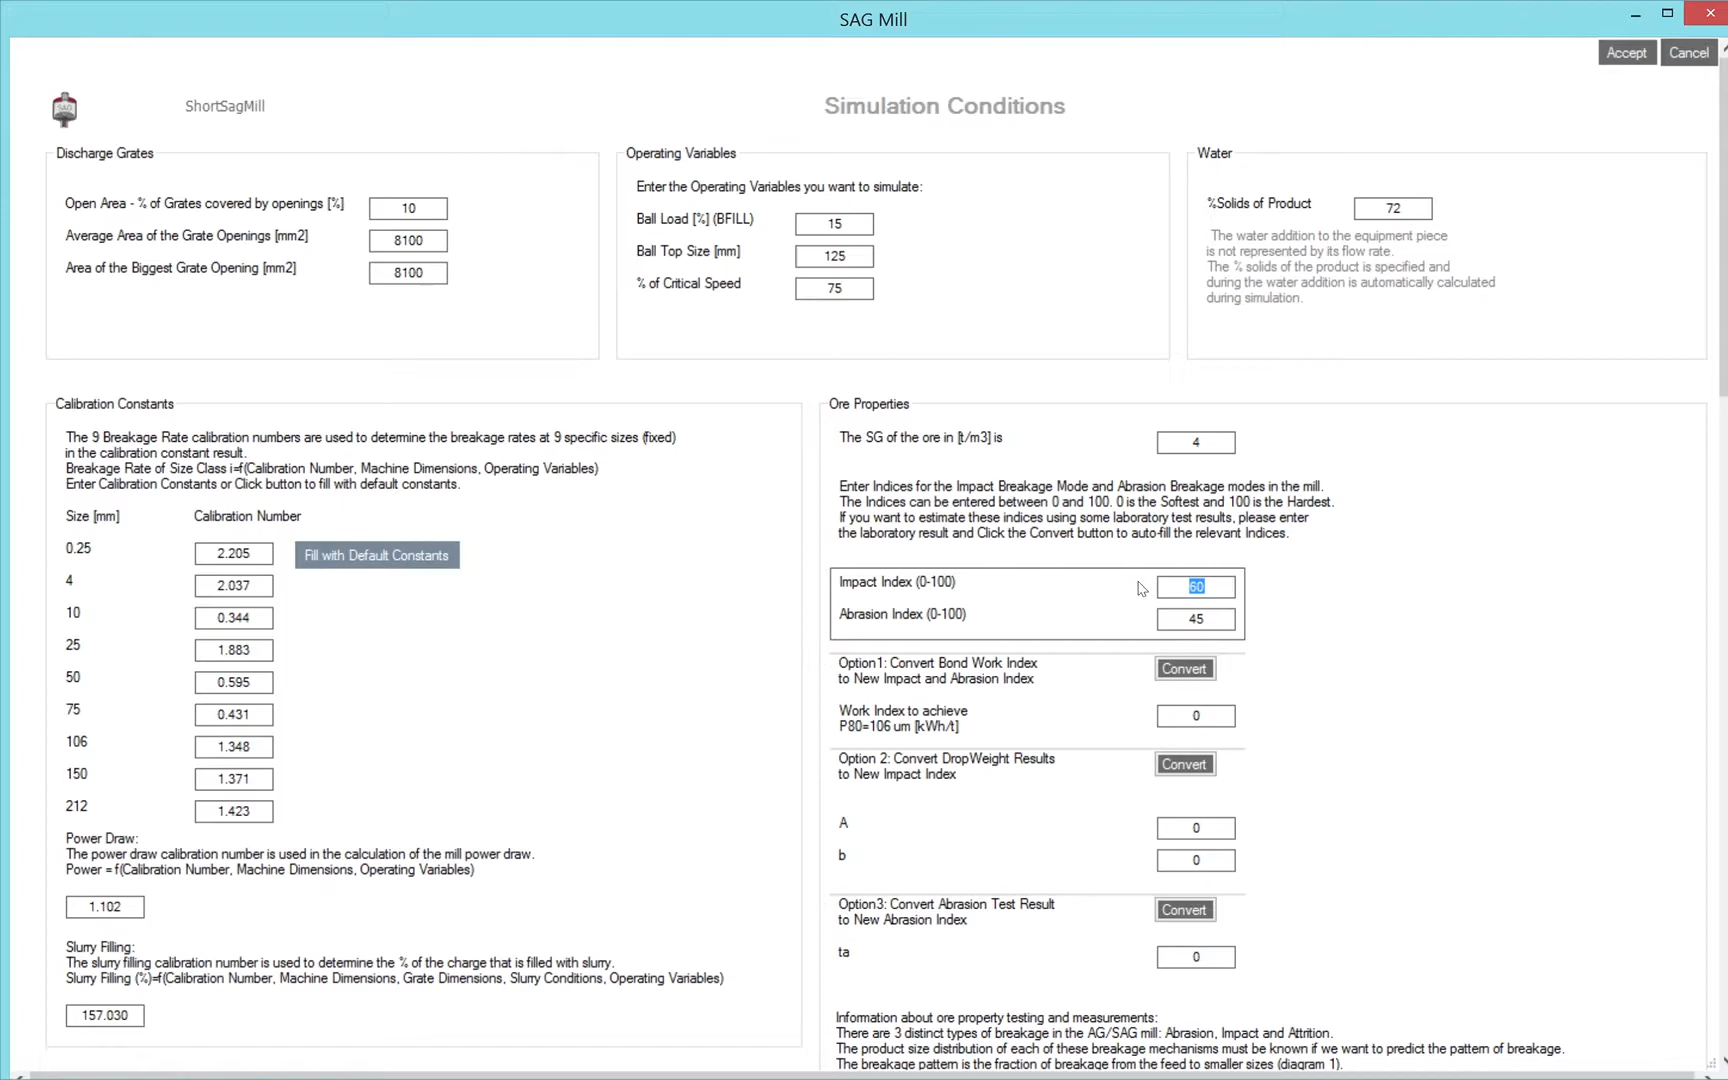 SAG Mill
Accept
Cancel
SAG
ShortSagMill
Simulation Conditions
Discharge Grates
Open Area - % of Grates covered by openings [%]
10
Average Area of the Grate Openings [mm2]
8100
Area of the Biggest Grate Opening [mm2]
8100
Operating Variables
Enter the Operating Variables you want to simulate:
Ball Load [%] (BFILL)
15
Ball Top Size [mm]
125
% of Critical Speed
75
Water
%Solids of Product
72
The water addition to the equipment piece
is not represented by its flow rate.
The % solids of the product is specified and
during the water addition is automatically calculated
during simulation.
Calibration Constants
The 9 Breakage Rate calibration numbers are used to determine the breakage rates at 9 specific sizes (fixed)
in the calibration constant result.
Breakage Rate of Size Class i=f(Calibration Number, Machine Dimensions, Operating Variables)
Enter Calibration Constants or Click button to fill with default constants.
Size [mm]
Calibration Number
0.25
2.205
Fill with Default Constants
4
2.037
10
0.344
25
1.883
50
0.595
75
0.431
106
1.348
150
1.371
212
1.423
Power Draw:
The power draw calibration number is used in the calculation of the mill power draw.
Power = f(Calibration Number, Machine Dimensions, Operating Variables)
1.102
Slurry Filling:
The slurry filling calibration number is used to determine the % of the charge that is filled with slurry.
Slurry Filling (%)=f(Calibration Number, Machine Dimensions, Grate Dimensions, Slurry Conditions, Operating Variables)
157.030
Ore Properties
The SG of the ore in [t/m3] is
4
Enter Indices for the Impact Breakage Mode and Abrasion Breakage modes in the mill.
The Indices can be entered between 0 and 100. 0 is the Softest and 100 is the Hardest.
If you want to estimate these indices using some laboratory test results, please enter
the laboratory result and Click the Convert button to auto-fill the relevant Indices.
Impact Index (0-100)
60
Abrasion Index (0-100)
45
Option1: Convert Bond Work Index
to New Impact and Abrasion Index
Convert
Work Index to achieve
P80=106 um [kWh/t]
0
Option 2: Convert DropWeight Results
to New Impact Index
Convert
A
0
b
0
Option3: Convert Abrasion Test Result
to New Abrasion Index
Convert
ta
0
Information about ore property testing and measurements:
There are 3 distinct types of breakage in the AG/SAG mill: Abrasion, Impact and Attrition.
The product size distribution of each of these breakage mechanisms must be known if we want to predict the pattern of breakage.
The breakage pattern is the fraction of breakage from the feed to smaller sizes (diagram 1).